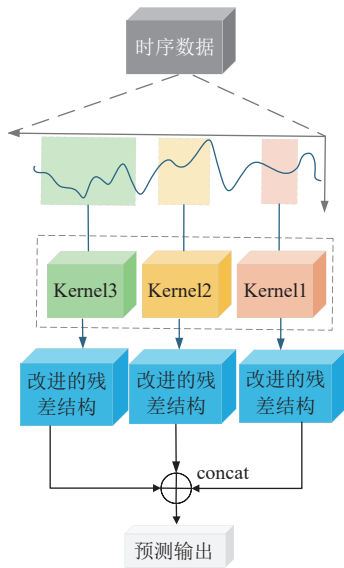 时序数据
Kernel3
Kernel2
Kernel1
改进的残
差结构
改进的残
差结构
改进的残
差结构
concat
预测输出